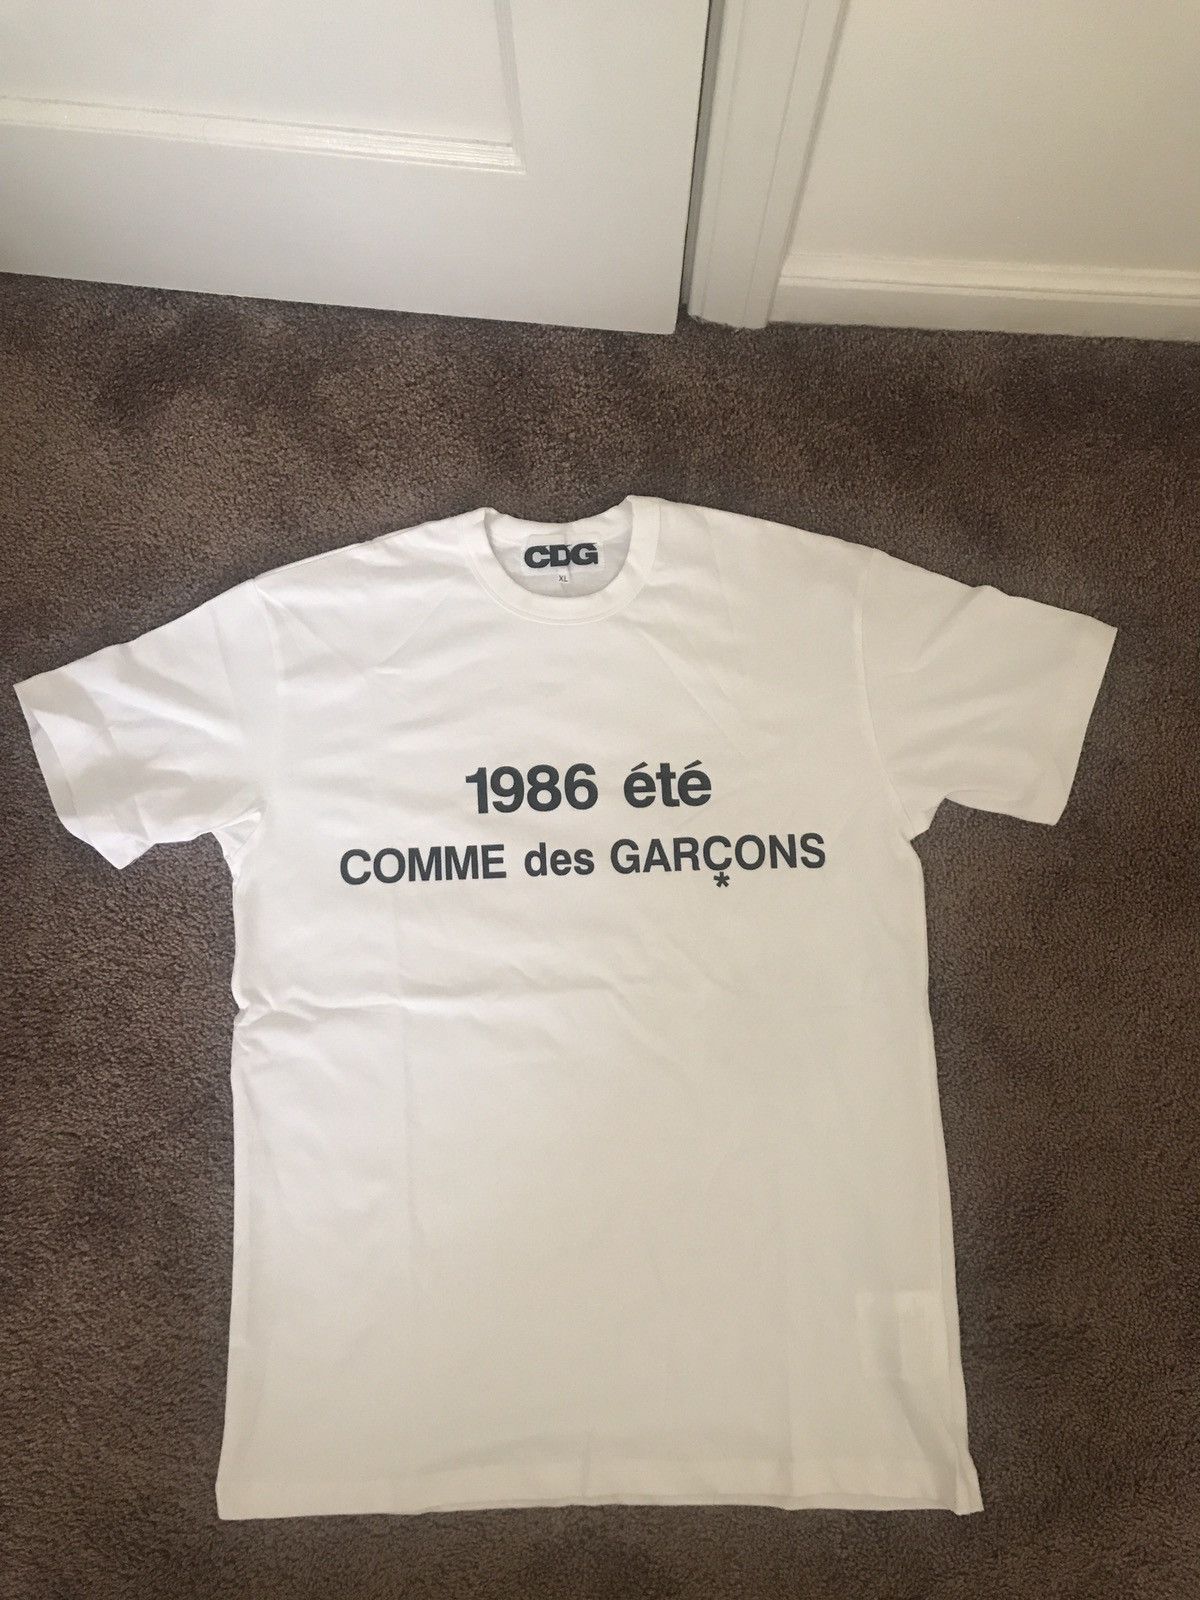 CDG
XL
1986 été
COMME des GARÇONS
*